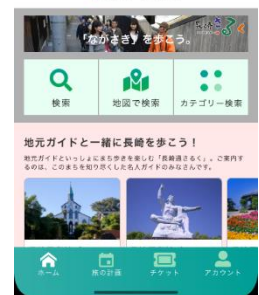 「ながさき」を歩こう。
長崎さるく
検索
地図で検索
カテゴリー検索
地元ガイドと一緒に長崎を歩こう！
地元ガイドといっしょにまち歩きを楽しむ「長崎通さるく」。ご案内す
るのは、このまちを知り尽くした名人ガイドのみなさんです。
ホーム
旅の計画
チケット
アカウント